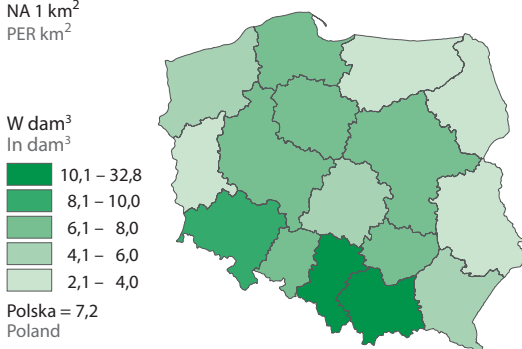 NA 1 km²
PER km²
W dam³
In dam³
10,1 – 32,8
8,1 – 10,0
6,1 – 8,0
4,1 – 6,0
2,1 – 4,0
Polska = 7,2
Poland